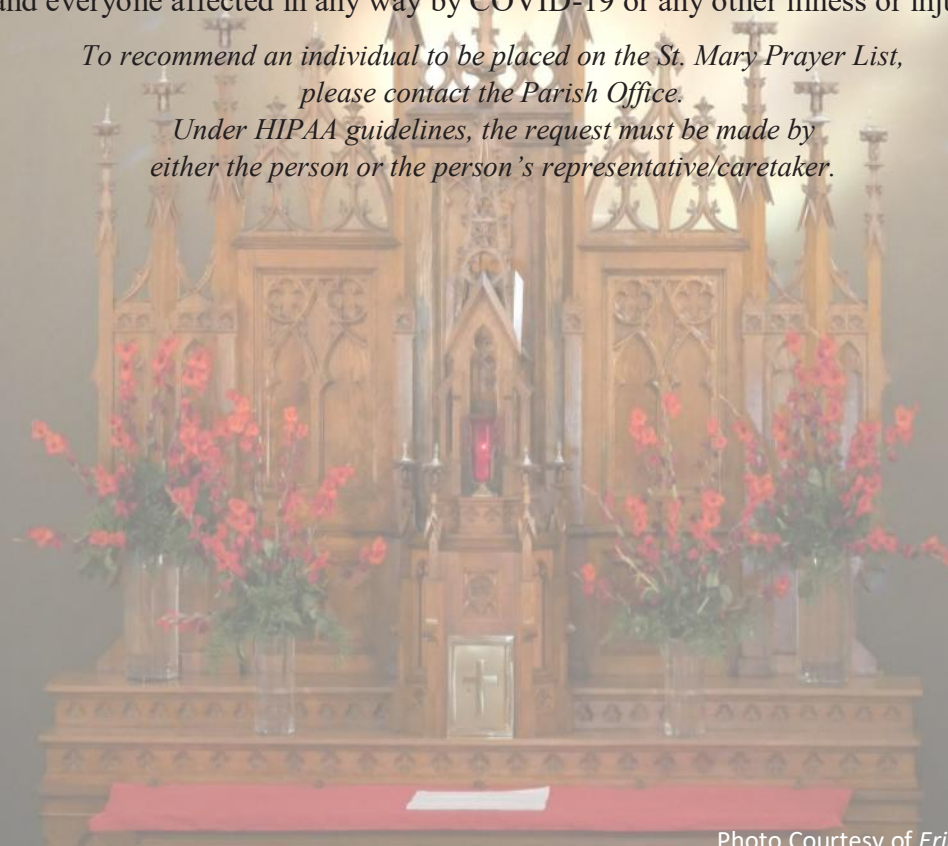 and everyone affected in any way by COVID-19 or any other illness or
To recommend an individual to be placed on the St. Mary Prayer List,
please contact the Parish Office.
Under HIPAA guidelines, the request must be made by
either the person or the person’s representative/caretaker.
Photo Courtesy of